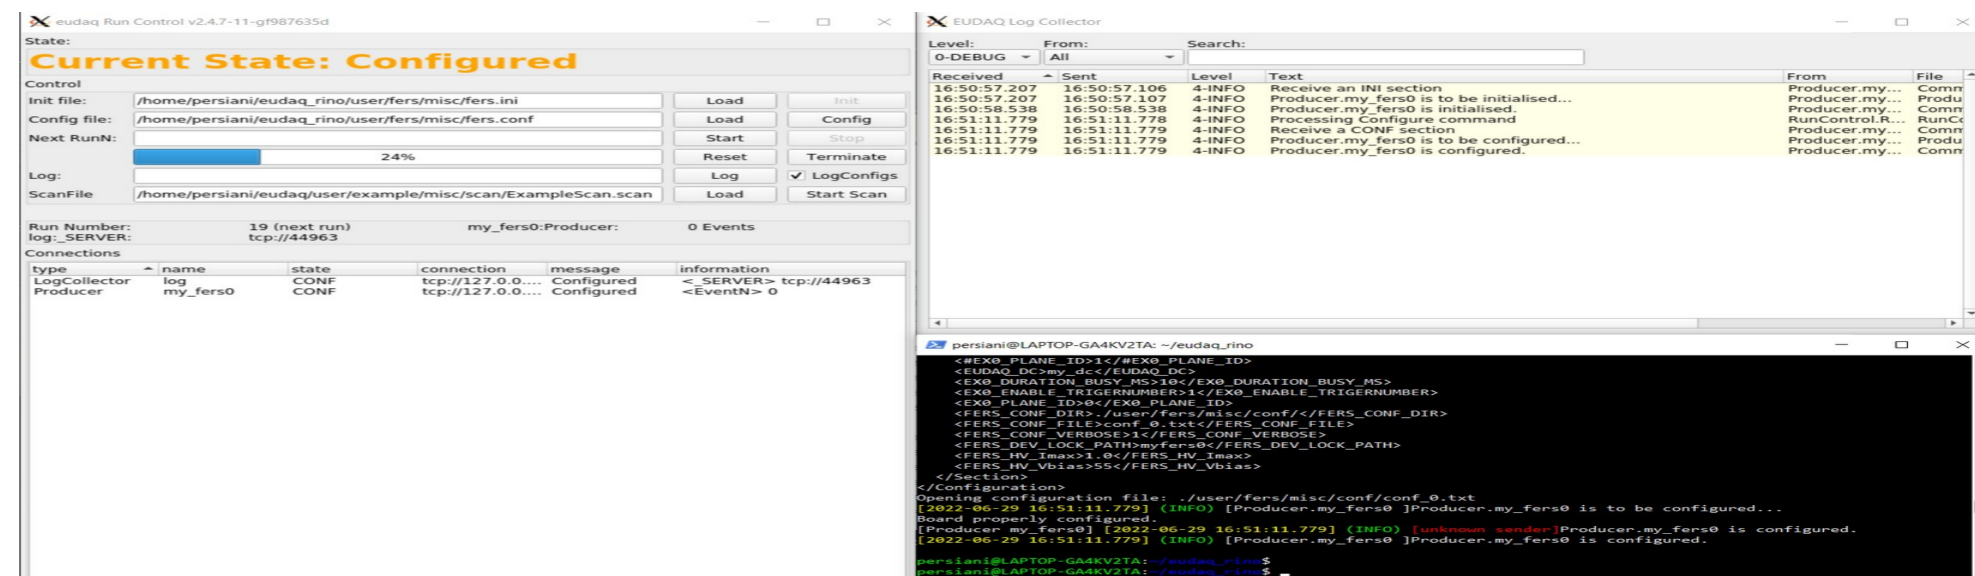 eudaq Run Control v2.4.7-11-gf987635d
State:
Current State: Configured
Control
Init file: /home/persiani/eudaq_rino/user/fers/misc/fers.ini Load Init
Config file: /home/persiani/eudaq_rino/user/fers/misc/fers.conf Load Config
Next RunN: Start Stop
24% Reset Terminate
Log: Log LogConfigs
ScanFile /home/persiani/eudaq/user/example/misc/scan/ExampleScan.scan Load Start Scan
Run Number: 19 (next run) my_fers0:Producer: 0 Events
log:_SERVER: tcp://44963
Connections
type name state connection message information
LogCollector log CONF tcp://127.0.0.... Configured <_SERVER> tcp://44963
Producer my_fers0 CONF tcp://127.0.0.... Configured <EventN> 0
EUDAQ Log Collector
Level: From: Search:
0-DEBUG All
Received Sent Level Text From File
16:50:57.207 16:50:57.106 4-INFO Receive an INI section Producer.my... Comm
16:50:57.207 16:50:57.107 4-INFO Producer.my_fers0 is to be initialised... Producer.my... Produ
16:50:58.538 16:50:58.538 4-INFO Producer.my_fers0 is initialised. Producer.my... Comm
16:51:11.779 16:51:11.778 4-INFO Processing Configure command RunControl.R... RunCo
16:51:11.779 16:51:11.779 4-INFO Receive a CONF section Producer.my... Comm
16:51:11.779 16:51:11.779 4-INFO Producer.my_fers0 is to be configured... Producer.my... Produ
16:51:11.779 16:51:11.779 4-INFO Producer.my_fers0 is configured. Producer.my... Comm
persiani@LAPTOP-GA4KV2TA: ~/eudaq_rino
<#EX0_PLANE_ID>1</#EX0_PLANE_ID>
<EUDAQ_DC>my_dc</EUDAQ_DC>
<EX0_DURATION_BUSY_MS>10</EX0_DURATION_BUSY_MS>
<EX0_ENABLE_TRIGERNUMBER>1</EX0_ENABLE_TRIGERNUMBER>
<EX0_PLANE_ID>0</EX0_PLANE_ID>
<FERS_CONF_DIR>./user/fers/misc/conf/</FERS_CONF_DIR>
<FERS_CONF_FILE>conf_0.txt</FERS_CONF_FILE>
<FERS_CONF_VERBOSE>1</FERS_CONF_VERBOSE>
<FERS_DEV_LOCK_PATH>myfers0</FERS_DEV_LOCK_PATH>
<FERS_HV_Imax>1.0</FERS_HV_Imax>
<FERS_HV_Vbias>55</FERS_HV_Vbias>
</Section>
</Configuration>
Opening configuration file: ./user/fers/misc/conf/conf_0.txt
[2022-06-29 16:51:11.779] (INFO) [Producer.my_fers0 ]Producer.my_fers0 is to be configured...
Board properly configured.
[Producer my_fers0] [2022-06-29 16:51:11.779] (INFO) [unknown sender]Producer.my_fers0 is configured.
[2022-06-29 16:51:11.779] (INFO) [Producer.my_fers0 ]Producer.my_fers0 is configured.
persiani@LAPTOP-GA4KV2TA:~/eudaq_rino$
persiani@LAPTOP-GA4KV2TA:~/eudaq_rino$